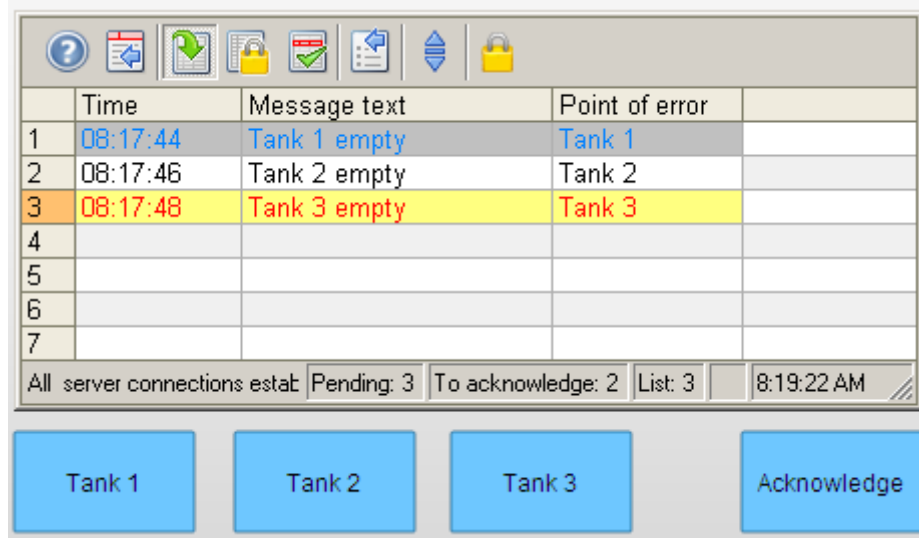 Time Message text Point of error
1 08:17:44 Tank 1 empty Tank 1
2 08:17:46 Tank 2 empty Tank 2
3 08:17:48 Tank 3 empty Tank 3
4
5
6
7
All server connections estab Pending: 3 To acknowledge: 2 List: 3 8:19:22 AM
Tank 1 Tank 2 Tank 3 Acknowledge